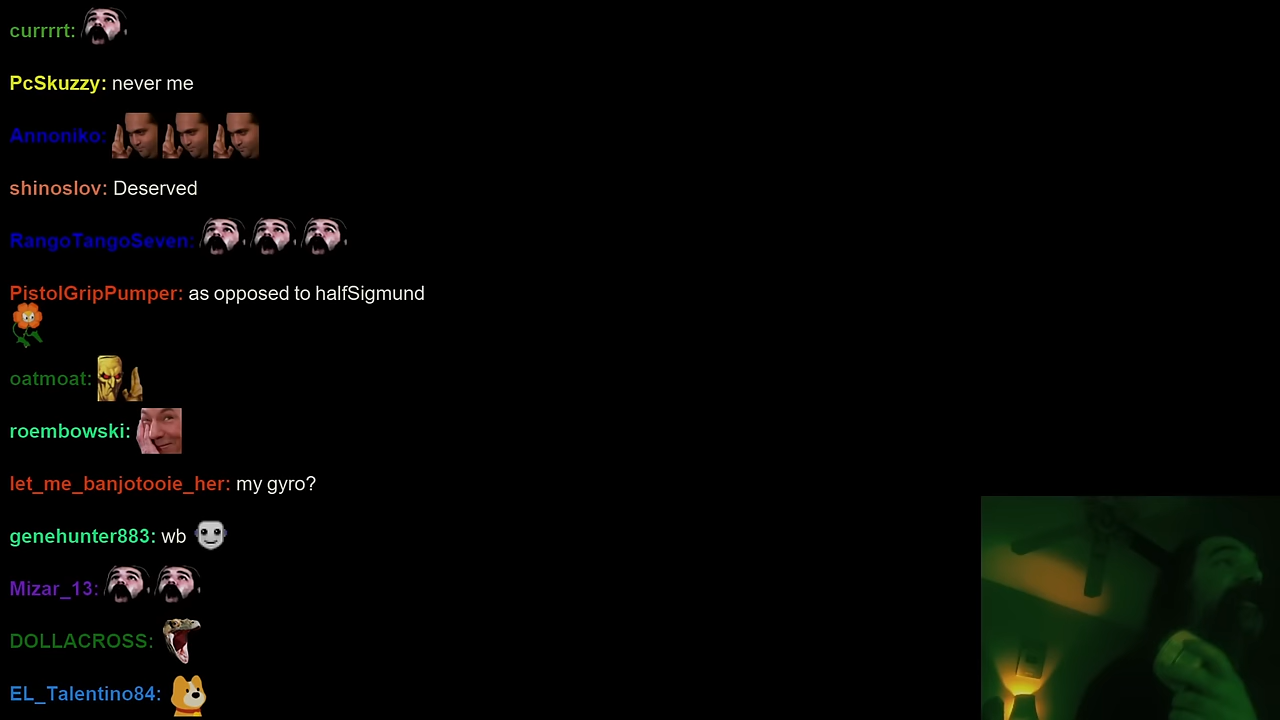 currrrt:
PcSkuzzy: never me
Annoniko:
shinoslov: Deserved
RangoTangoSeven:
PistolGripPumper: as opposed to halfSigmund
oatmoat:
roembowski:
let_me_banjotooie_her: my gyro?
genehunter883: wb
Mizar_13:
DOLLACROSS:
EL_Talentino84: